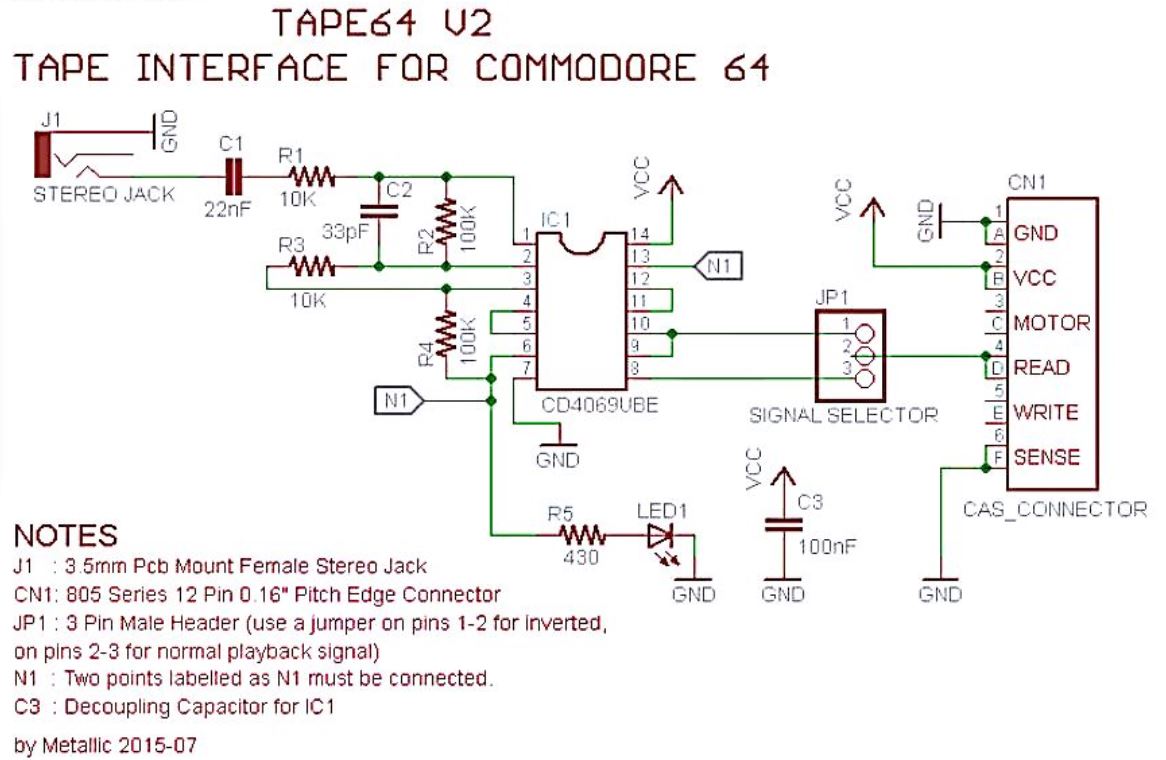 TAPE64 V2
TAPE INTERFACE FOR COMMODORE 64
J1
GND
STEREO JACK
C1
22nF
R1
10K
C2
33pF
R2
100K
R3
10K
R4
100K
N1
IC1
1
2
3
4
5
6
7
14
13
12
11
10
9
8
CD4069UBE
GND
VCC
N1
JP1
1
2
3
SIGNAL SELECTOR
VCC
GND
CN1
1
A
GND
2
B
VCC
3
C
MOTOR
4
D
READ
5
E
WRITE
6
F
SENSE
CAS_CONNECTOR
GND
R5
430
LED1
GND
VCC
C3
100nF
GND
NOTES
J1 : 3.5mm Pcb Mount Female Stereo Jack
CN1: 805 Series 12 Pin 0.16" Pitch Edge Connector
JP1 : 3 Pin Male Header (use a jumper on pins 1-2 for inverted,
on pins 2-3 for normal playback signal)
N1 : Two points labelled as N1 must be connected.
C3 : Decoupling Capacitor for IC1
by Metallic 2015-07